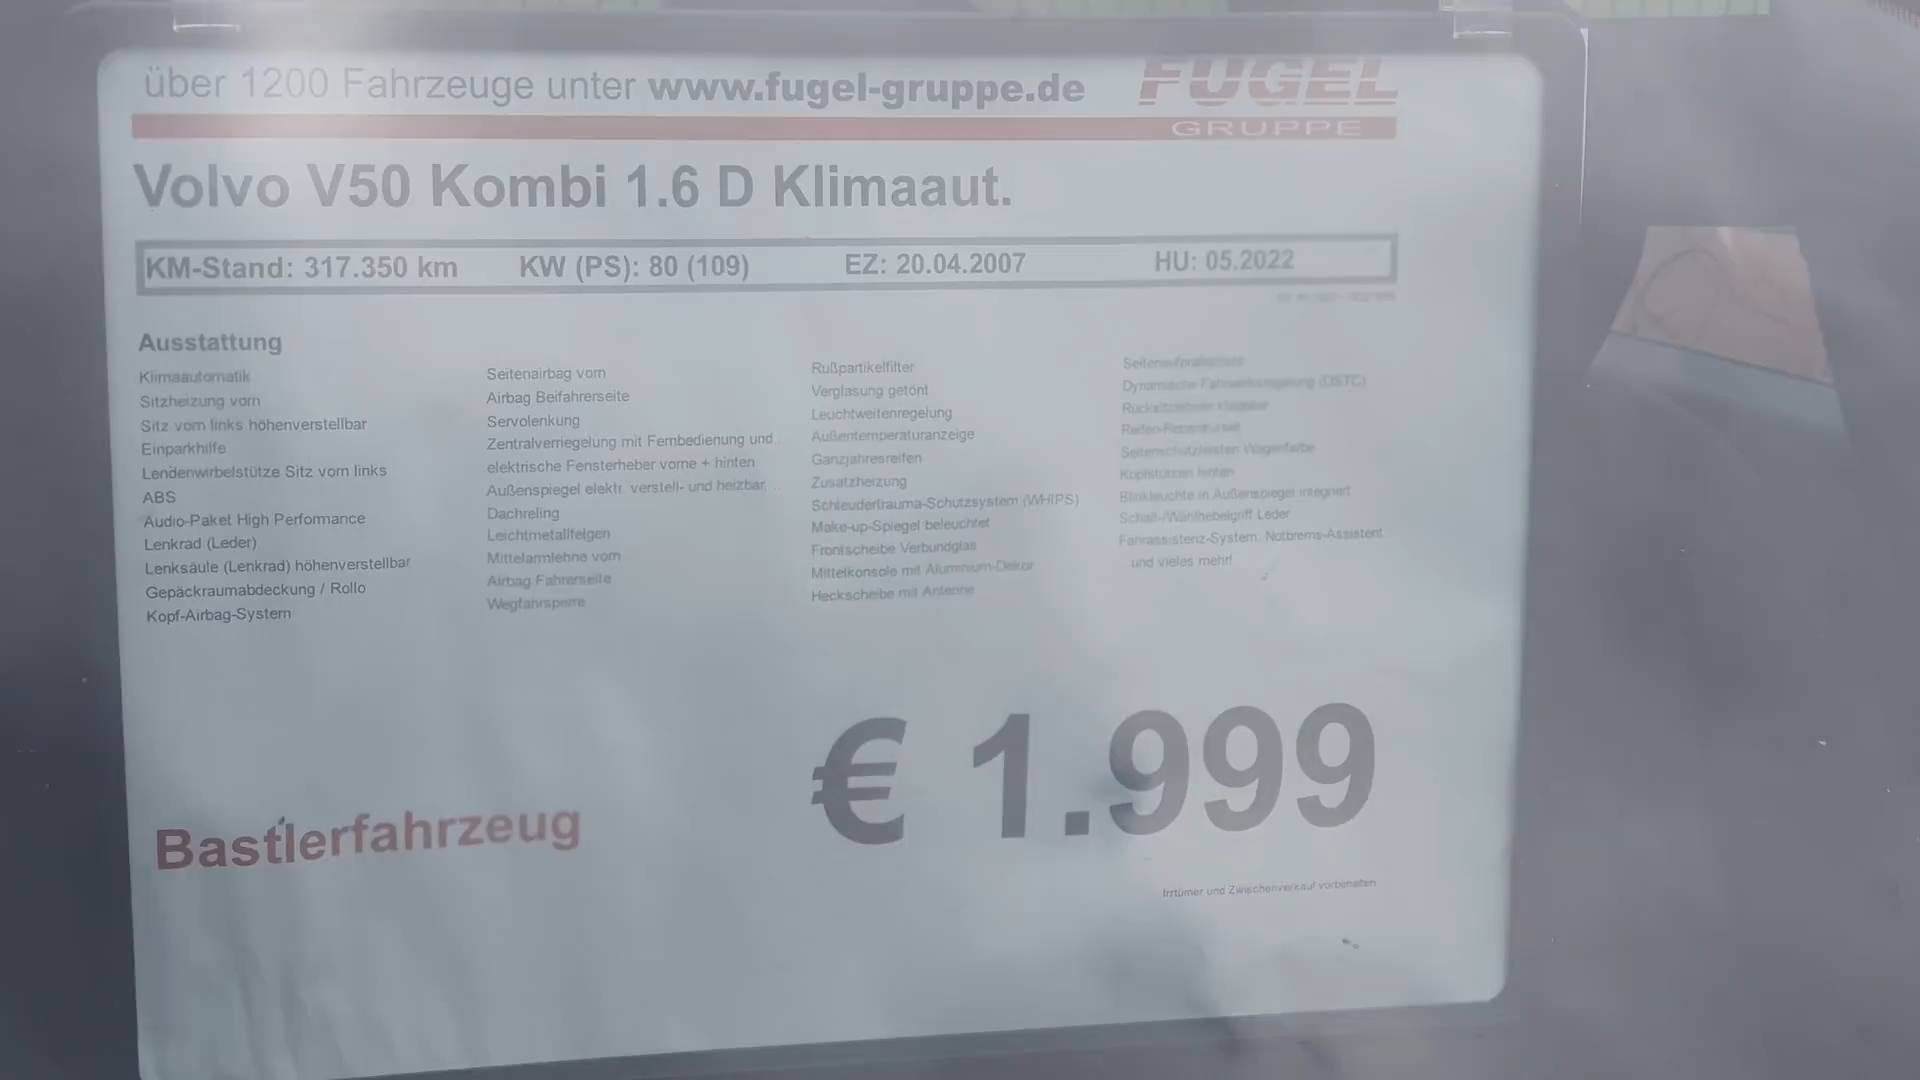 über 1200 Fahrzeuge unter www.fugel-gruppe.de
FUGEL
GRUPPE
Volvo V50 Kombi 1.6 D Klimaaut.
KM-Stand: 317.350 km KW (PS): 80 (109) EZ: 20.04.2007 HU: 05.2022
Ausstattung
Klimaautomatik
Sitzheizung vorn
Sitz vorn links höhenverstellbar
Einparkhilfe
Lendenwirbelstütze Sitz vorn links
ABS
Audio-Paket High Performance
Lenkrad (Leder)
Lenksäule (Lenkrad) höhenverstellbar
Gepäckraumabdeckung / Rollo
Kopf-Airbag-System
Seitenairbag vorn
Airbag Beifahrerseite
Servolenkung
Zentralverriegelung mit Fernbedienung und...
elektrische Fensterheber vorne + hinten
Außenspiegel elektr. verstell- und heizbar, ...
Dachreling
Leichtmetallfelgen
Mittelarmlehne vorn
Airbag Fahrerseite
Wegfahrsperre
Rußpartikelfilter
Verglasung getönt
Leuchtweitenregelung
Außentemperaturanzeige
Ganzjahresreifen
Zusatzheizung
Schleudertrauma-Schutzsystem (WHIPS)
Make-up-Spiegel beleuchtet
Frontscheibe Verbundglas
Mittelkonsole mit Aluminium-Dekor
Heckscheibe mit Antenne
Dynamische Fahrwerksregelung (DSTC)
Seitenschutzleisten Wagenfarbe
Kopfstützen hinten
Blinkleuchte in Außenspiegel integriert
Schalt-/Wählhebelgriff Leder
Fahrassistenz-System: Notbrems-Assistent
...und vieles mehr!
€ 1.999
Bastlerfahrzeug
Irrtümer und Zwischenverkauf vorbehalten